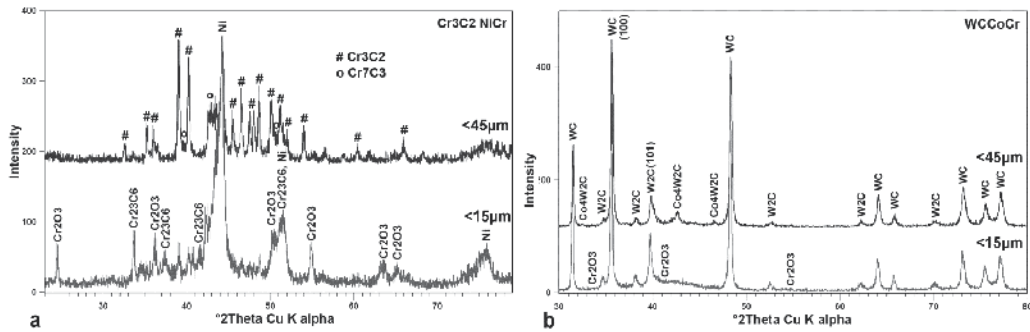 Cr3C2 NiCr
Ni
400
# # # # # # # # # # # # # # # #
# Cr3C2
o Cr7C3
o o o
300
<45µm
200
Intensity
Ni
Cr23C6,
<15µm
100
Cr2O3
Cr23C6
Cr2O3
Cr23C6
Cr23C6
Cr2O3
Cr2O3
Cr2O3
Cr2O3
Ni
0
30 40 50 60 70
°2Theta Cu K alpha
a
WCCoCr
WC
(100)
WC
400
WC
Co4W2C
W2C
W2C
W2C(101)
Co4W2C
Co4W2C
W2C
W2C
WC
WC
W2C
WC
WC
WC
<45µm
Intensity
100
<15µm
Cr2O3
Cr2O3
Cr2O3
0
30 40 50 60 70 80
°2Theta Cu K alpha
b